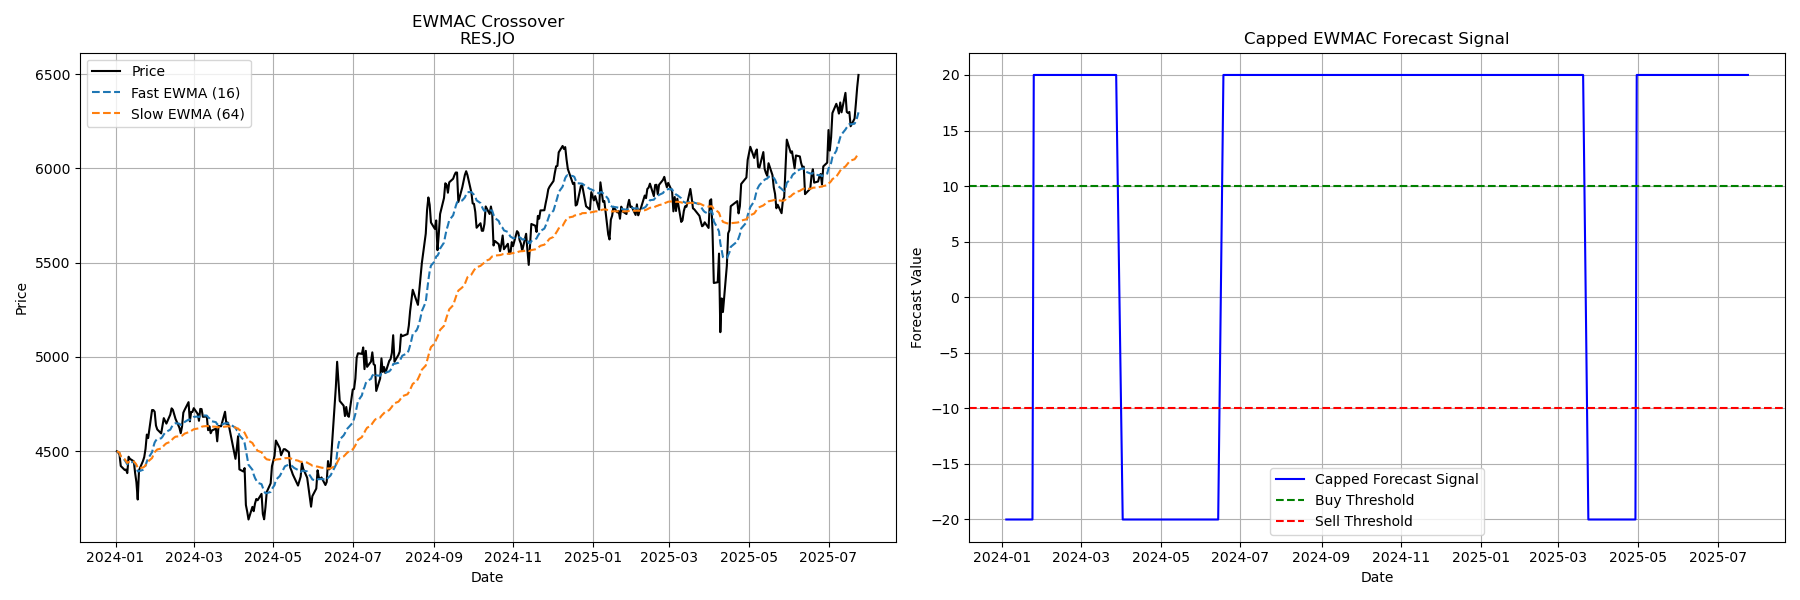 EWMAC Crossover
RES.JO
Price
Fast EWMA (16)
Slow EWMA (64)
6500
6000
5500
5000
4500
Price
2024-01 2024-03 2024-05 2024-07 2024-09 2024-11 2025-01 2025-03 2025-05 2025-07
Date
Capped EWMAC Forecast Signal
20
15
10
5
0
−5
−10
−15
−20
Forecast Value
Capped Forecast Signal
Buy Threshold
Sell Threshold
2024-01 2024-03 2024-05 2024-07 2024-09 2024-11 2025-01 2025-03 2025-05 2025-07
Date